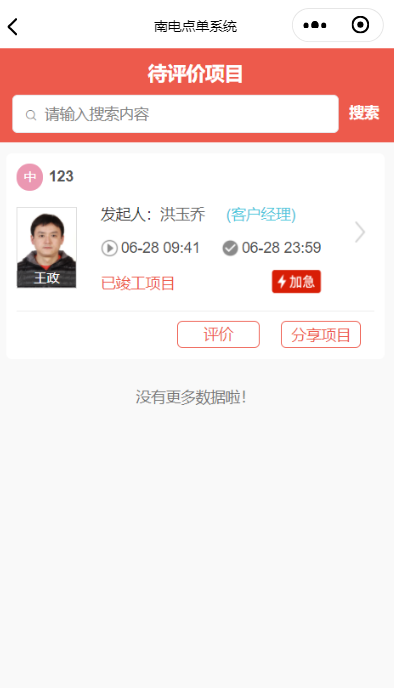 南电点单系统
待评价项目
请输入搜索内容 搜索
中 123
发起人：洪玉乔 (客户经理)
06-28 09:41 06-28 23:59
王政
已竣工项目 加急
评价 分享项目
没有更多数据啦!